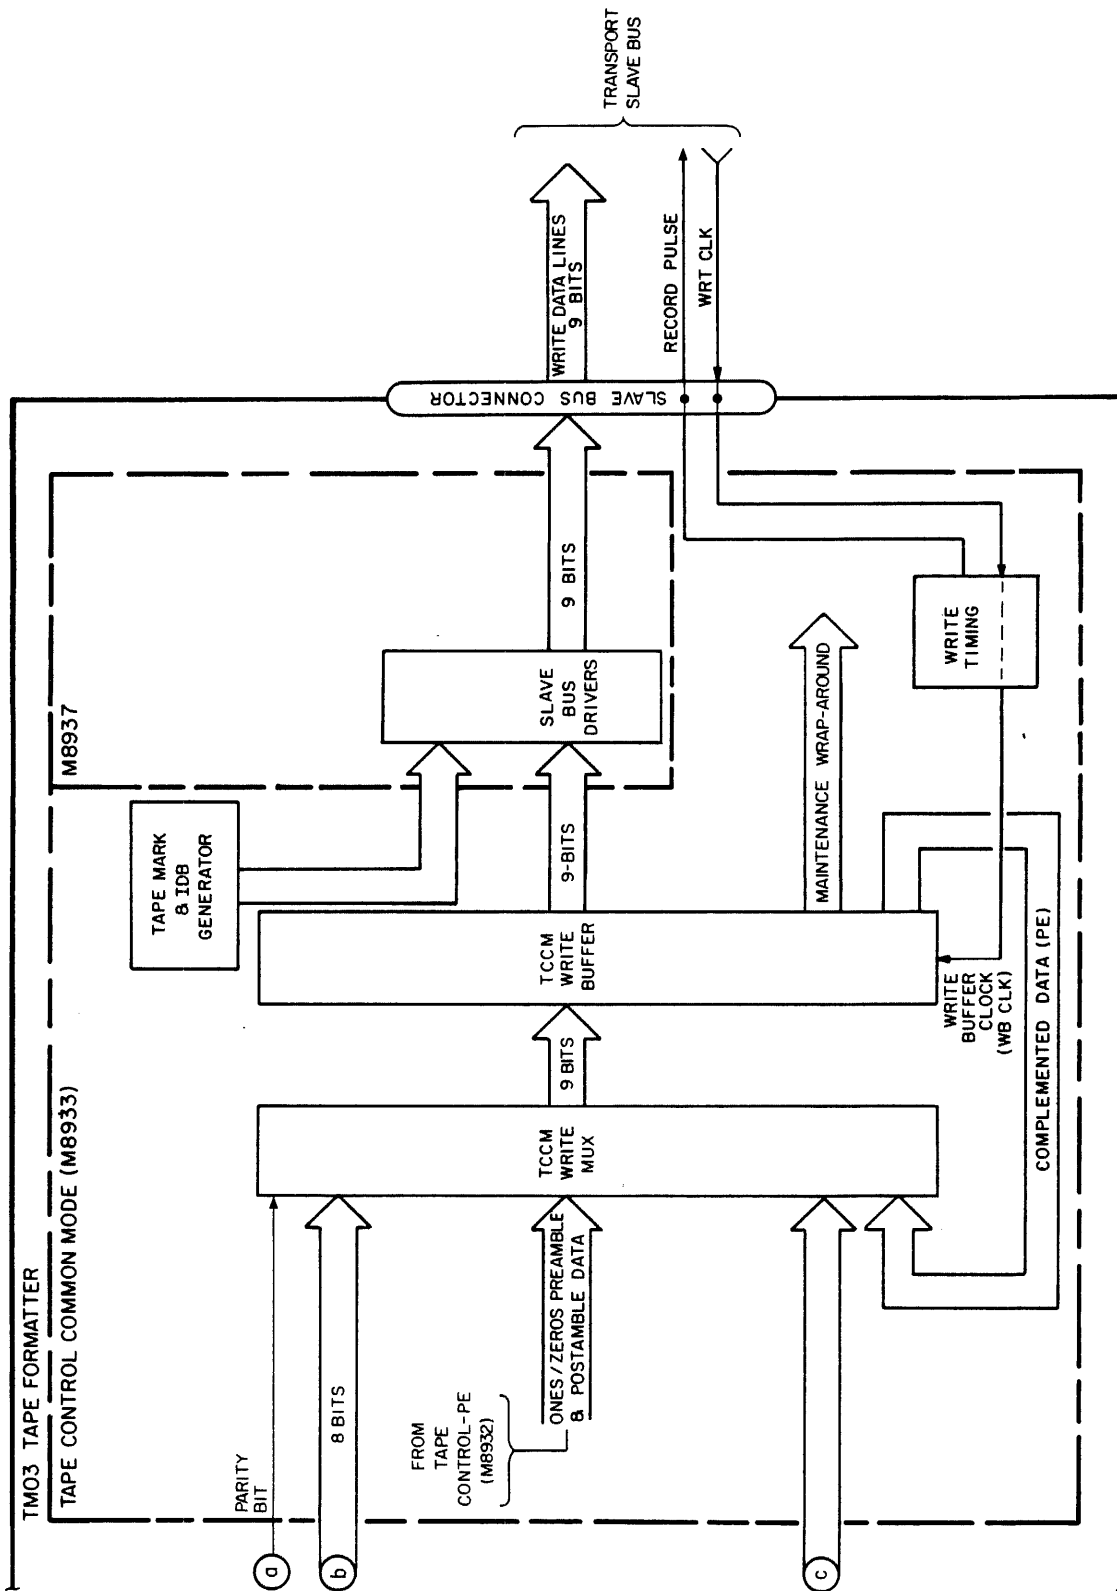 TM03 TAPE FORMATTER
TAPE CONTROL COMMON MODE (M8933)
M8937
PARITY
BIT
a
b
8 BITS
FROM
TAPE
CONTROL-PE
(M8932)
ONES/ZEROS PREAMBLE
& POSTAMBLE DATA
c
TCCM
WRITE
MUX
9 BITS
TCCM
WRITE
BUFFER
TAPE MARK
& IDB
GENERATOR
9-BITS
SLAVE
BUS
DRIVERS
9 BITS
SLAVE BUS CONNECTOR
WRITE DATA LINES
9 BITS
TRANSPORT
SLAVE BUS
RECORD PULSE
WRT CLK
MAINTENANCE WRAP-AROUND
WRITE
TIMING
WRITE
BUFFER
CLOCK
(WB CLK)
COMPLEMENTED DATA (PE)